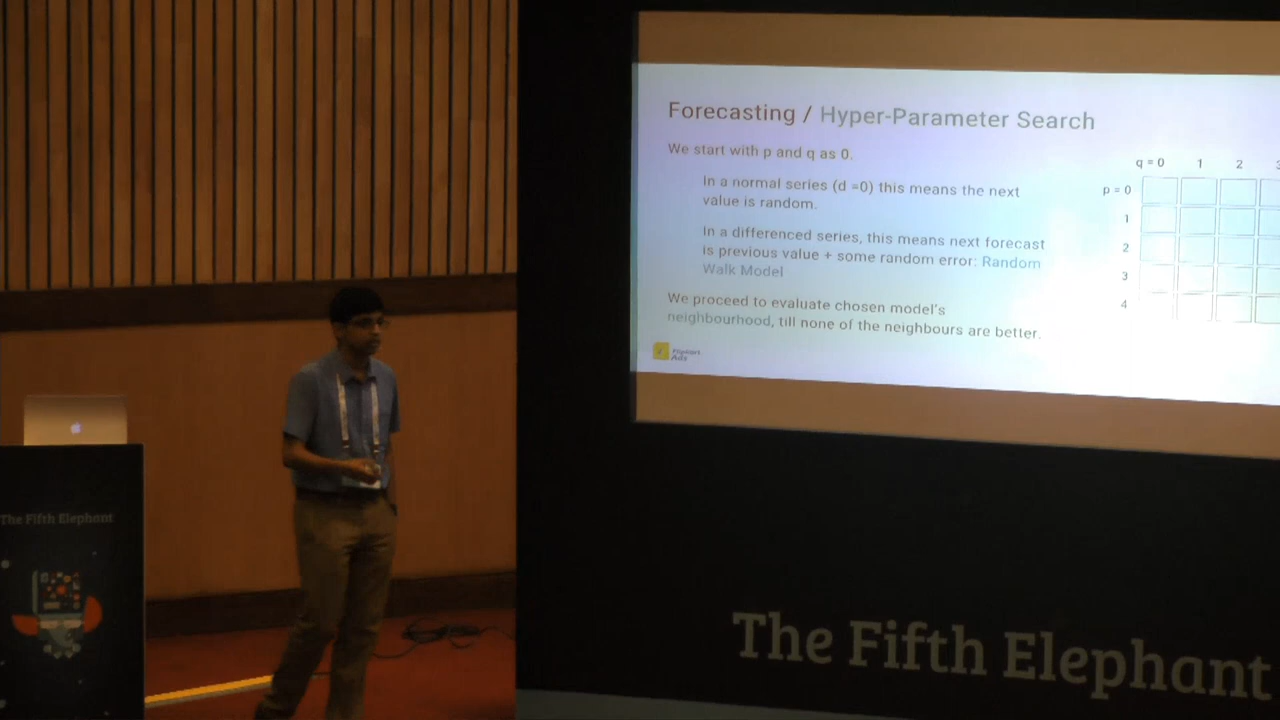 Forecasting / Hyper-Parameter Search
We start with p and q as 0.
In a normal series (d =0) this means the next
value is random.
In a differenced series, this means next forecast
is previous value + some random error: Random
Walk Model
We proceed to evaluate chosen model's
neighbourhood, till none of the neighbours are better.
q = 0 1 2 3
p = 0
1
2
3
4
Flipkart
Ads
The Fifth Elephant
The Fifth Elephant